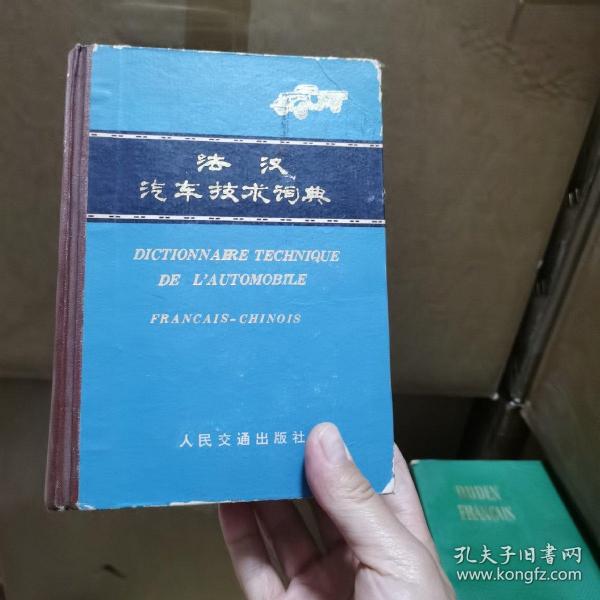 法汉
汽车技术词典
DICTIONNAIRE TECHNIQUE
DE L'AUTOMOBILE
FRANCAIS-CHINOIS
人民交通出版社
DUDEN
FRANÇAIS
孔夫子旧书网
www.kongfz.com